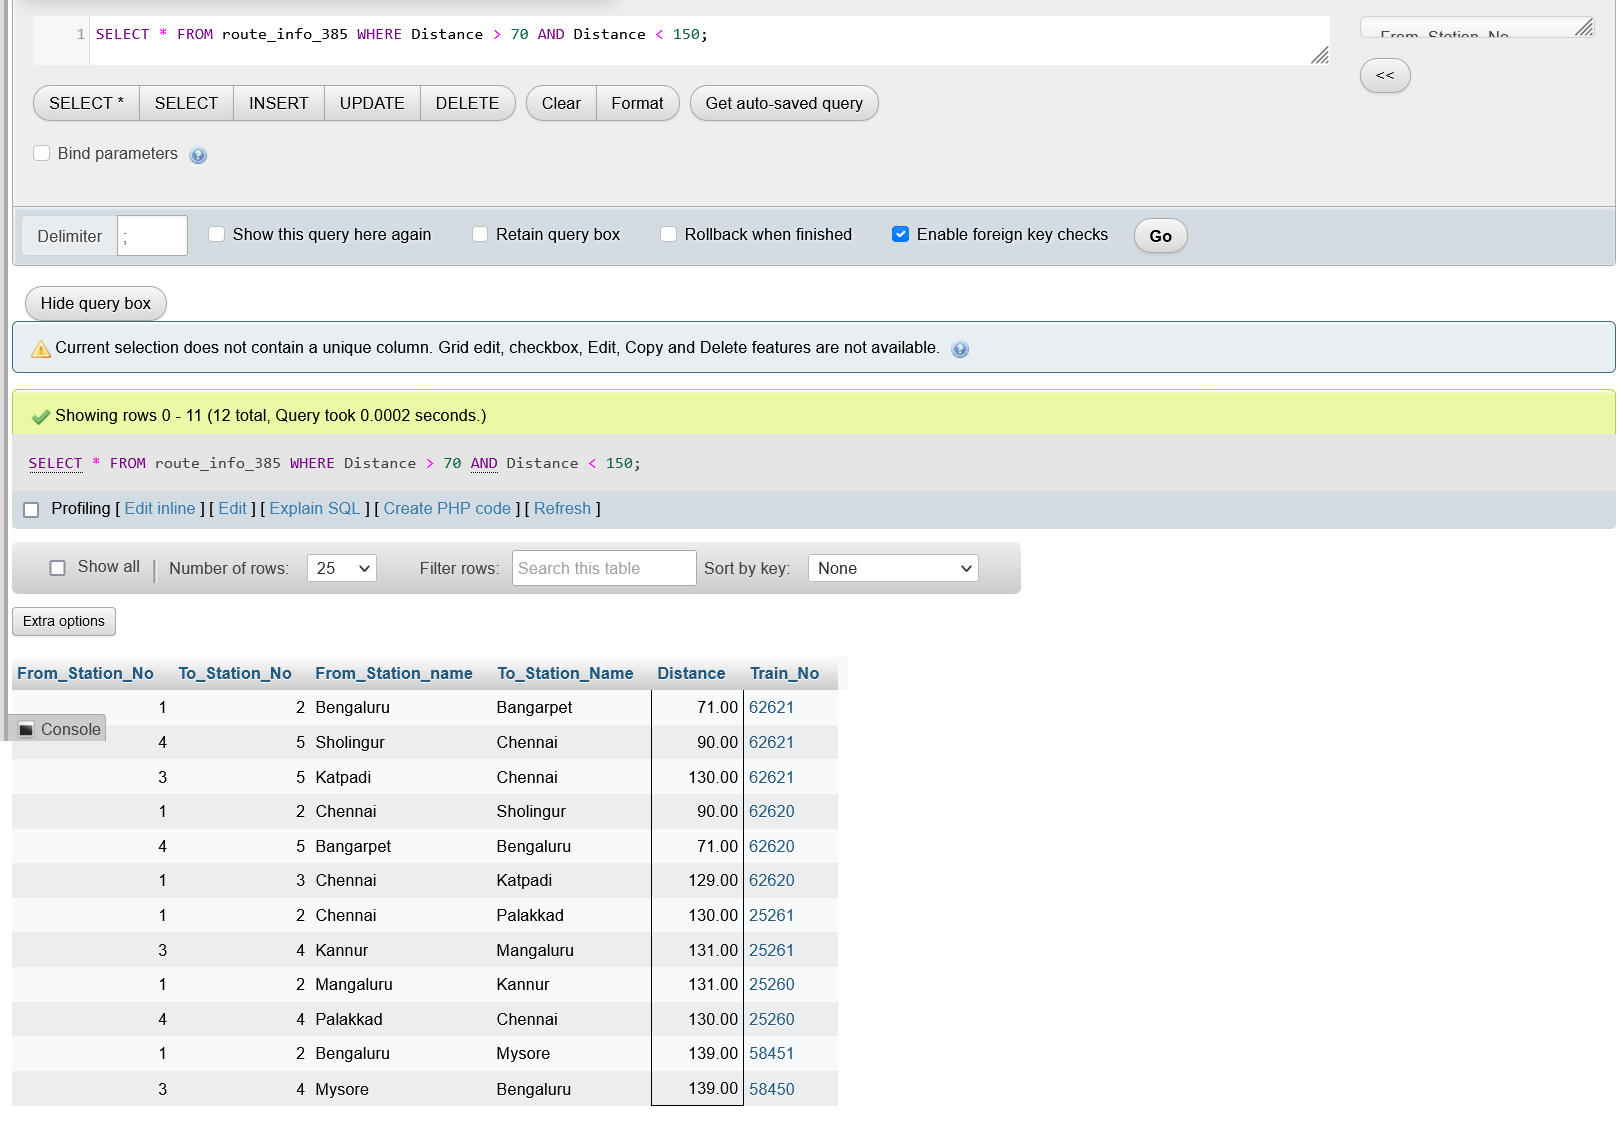 1 SELECT * FROM route_info_385 WHERE Distance > 70 AND Distance < 150;
From_Station_No
<<
SELECT * SELECT INSERT UPDATE DELETE Clear Format Get auto-saved query
Bind parameters
Delimiter ; Show this query here again Retain query box Rollback when finished Enable foreign key checks Go
Hide query box
Current selection does not contain a unique column. Grid edit, checkbox, Edit, Copy and Delete features are not available.
Showing rows 0 - 11 (12 total, Query took 0.0002 seconds.)
SELECT * FROM route_info_385 WHERE Distance > 70 AND Distance < 150;
Profiling [ Edit inline ] [ Edit ] [ Explain SQL ] [ Create PHP code ] [ Refresh ]
Show all | Number of rows: 25 Filter rows: Search this table Sort by key: None
Extra options
From_Station_No To_Station_No From_Station_name To_Station_Name Distance Train_No
1 2 Bengaluru Bangarpet 71.00 62621
Console
4 5 Sholingur Chennai 90.00 62621
3 5 Katpadi Chennai 130.00 62621
1 2 Chennai Sholingur 90.00 62620
4 5 Bangarpet Bengaluru 71.00 62620
1 3 Chennai Katpadi 129.00 62620
1 2 Chennai Palakkad 130.00 25261
3 4 Kannur Mangaluru 131.00 25261
1 2 Mangaluru Kannur 131.00 25260
4 4 Palakkad Chennai 130.00 25260
1 2 Bengaluru Mysore 139.00 58451
3 4 Mysore Bengaluru 139.00 58450